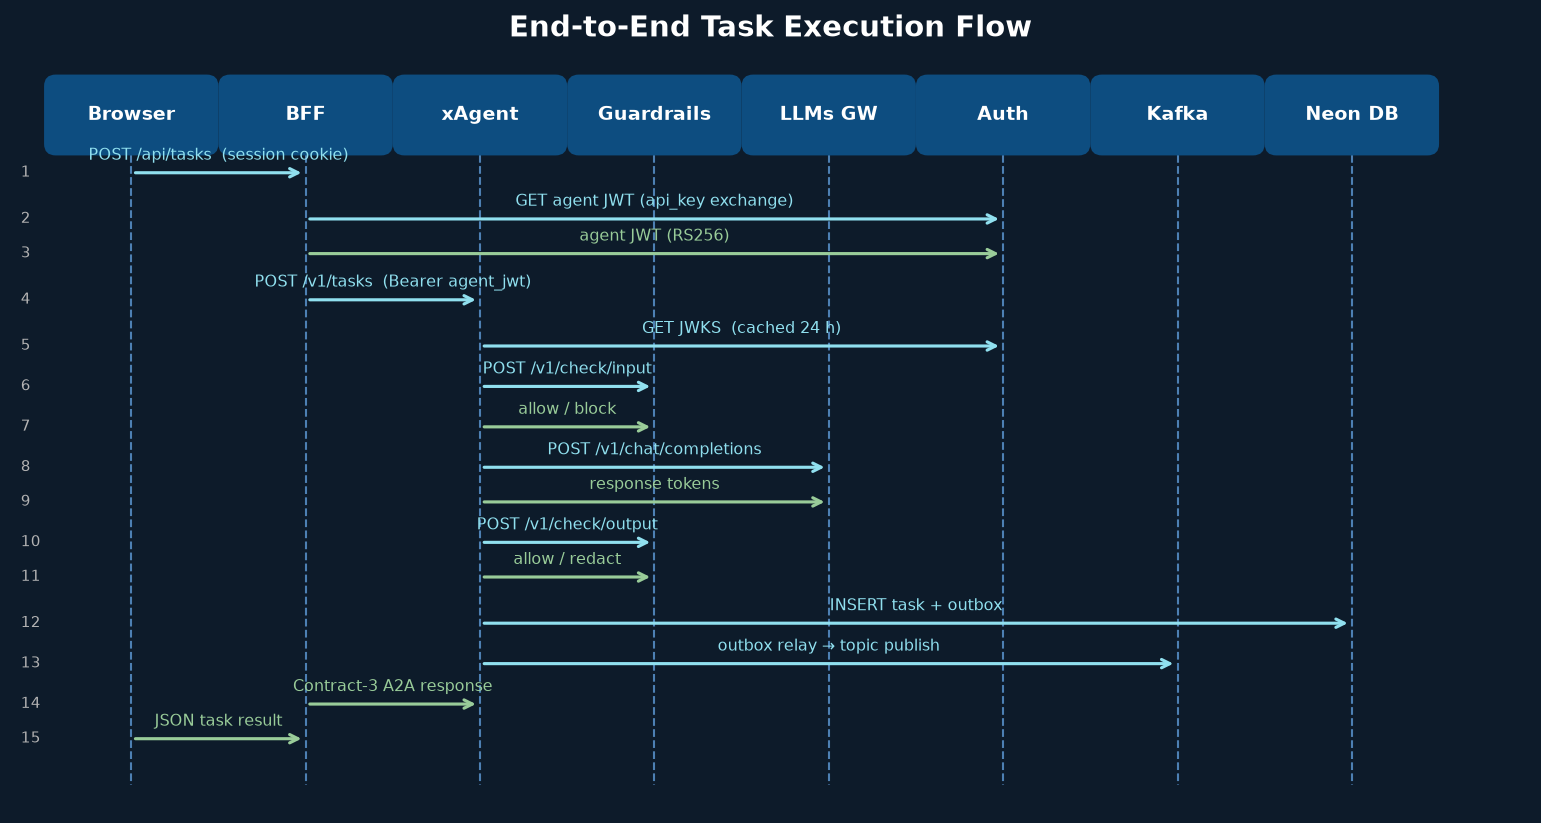 End-to-End Task Execution Flow
Browser
BFF
xAgent
Guardrails
LLMs GW
Auth
Kafka
Neon DB
POST /api/tasks  (session cookie)
1
GET agent JWT (api_key exchange)
2
agent JWT (RS256)
3
POST /v1/tasks  (Bearer agent_jwt)
4
GET JWKS  (cached 24 h)
5
POST /v1/check/input
6
allow / block
7
POST /v1/chat/completions
8
response tokens
9
POST /v1/check/output
10
allow / redact
11
INSERT task + outbox
12
outbox relay → topic publish
13
Contract-3 A2A response
14
JSON task result
15